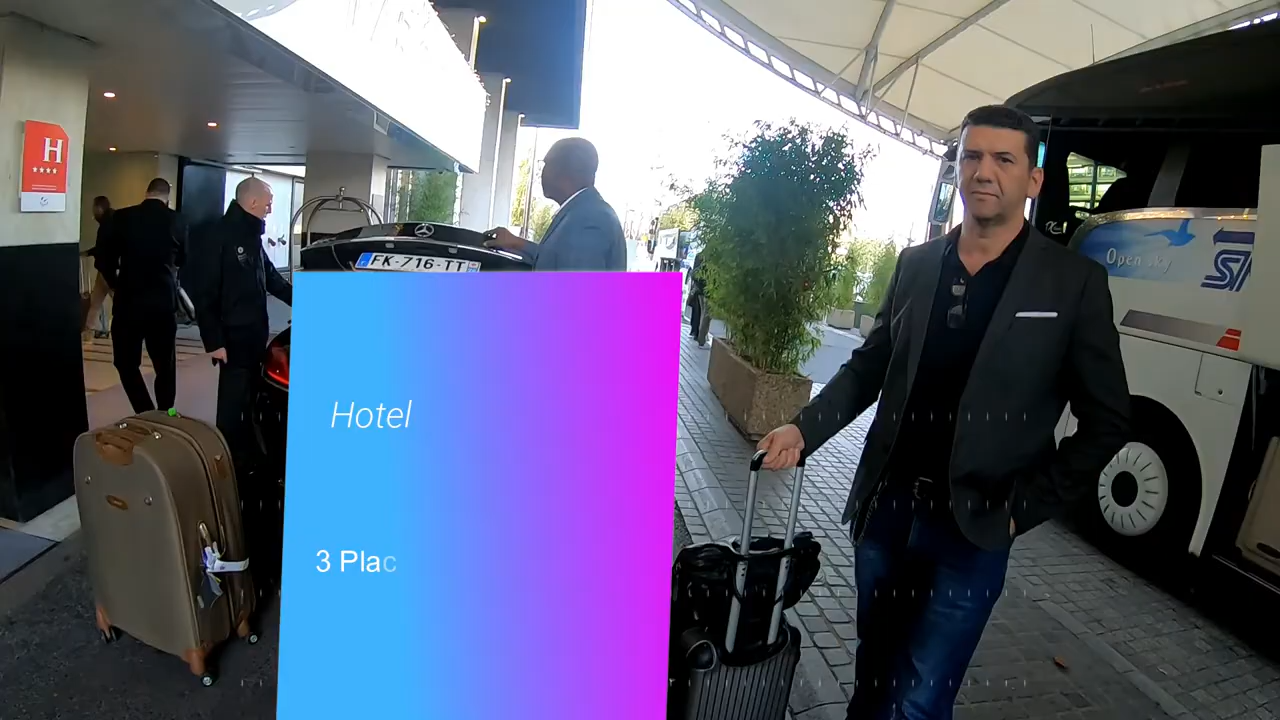 H
FK-716-TT
Open sky
Hotel
3 Plac